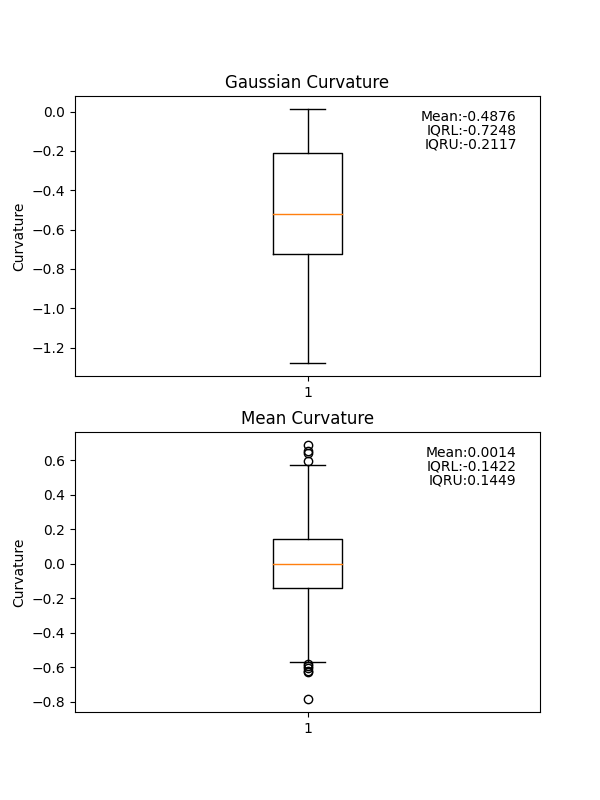 Gaussian Curvature
Mean:-0.4876
IQRL:-0.7248
IQRU:-0.2117
Curvature
0.0
−0.2
−0.4
−0.6
−0.8
−1.0
−1.2
1
Mean Curvature
Mean:0.0014
IQRL:-0.1422
IQRU:0.1449
Curvature
0.6
0.4
0.2
0.0
−0.2
−0.4
−0.6
−0.8
1